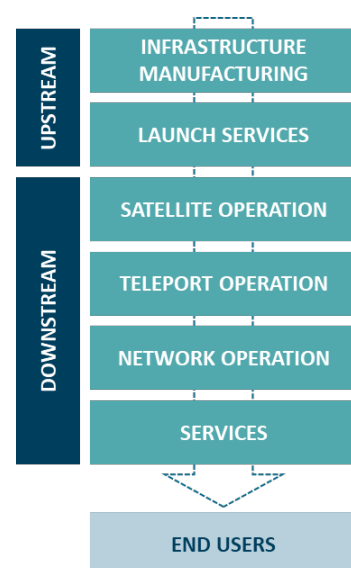 UPSTREAM
INFRASTRUCTURE
MANUFACTURING
LAUNCH SERVICES
DOWNSTREAM
SATELLITE OPERATION
TELEPORT OPERATION
NETWORK OPERATION
SERVICES
END USERS